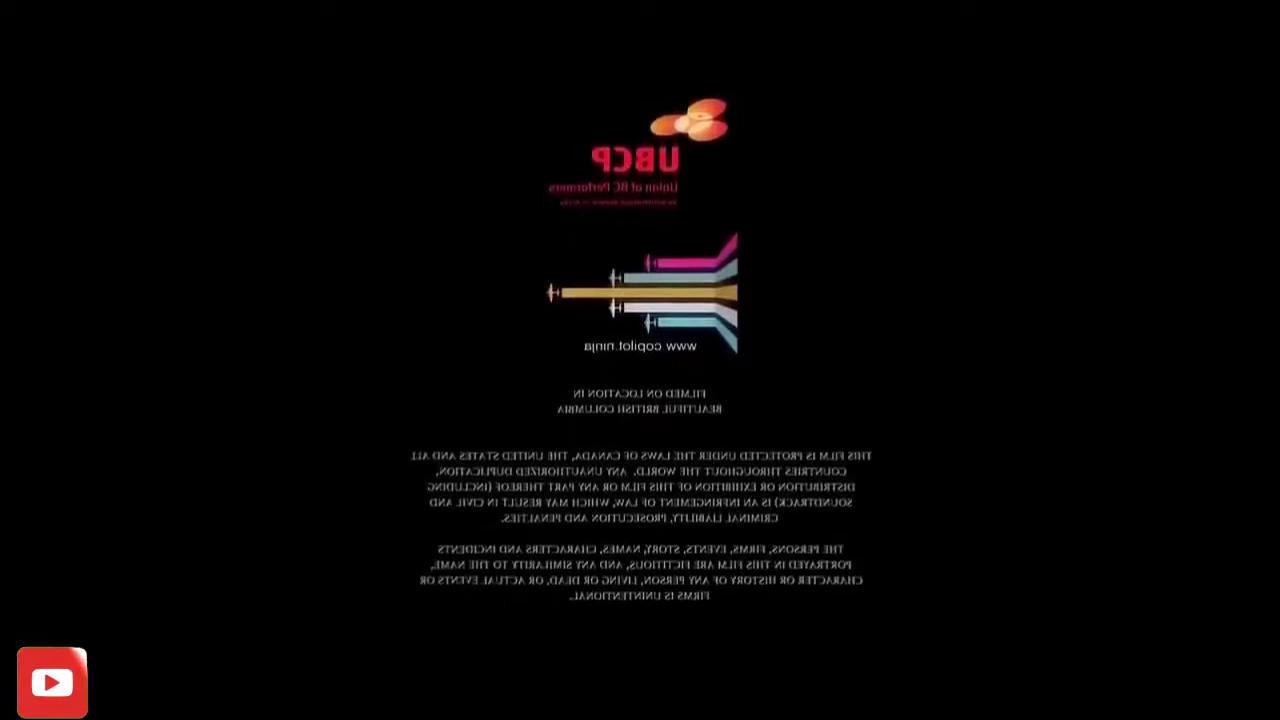 UBCP
Union of BC Performers
www.copilot.ninja
FILMED ON LOCATION IN
BEAUTIFUL BRITISH COLUMBIA
THIS FILM IS PROTECTED UNDER THE LAWS OF CANADA, THE UNITED STATES AND ALL
COUNTRIES THROUGHOUT THE WORLD. ANY UNAUTHORIZED DUPLICATION,
DISTRIBUTION OR EXHIBITION OF THIS FILM OR ANY PART THEREOF (INCLUDING
SOUNDTRACK) IS AN INFRINGEMENT OF LAW, WHICH MAY RESULT IN CIVIL AND
CRIMINAL LIABILITY, PROSECUTION AND PENALTIES.
THE PERSONS, FIRMS, EVENTS, STORY, NAMES, CHARACTERS AND INCIDENTS
PORTRAYED IN THIS FILM ARE FICTITIOUS, AND ANY SIMILARITY TO THE NAME,
CHARACTER OR HISTORY OF ANY PERSON, LIVING OR DEAD, OR ACTUAL EVENTS OR
FIRMS IS UNINTENTIONAL.